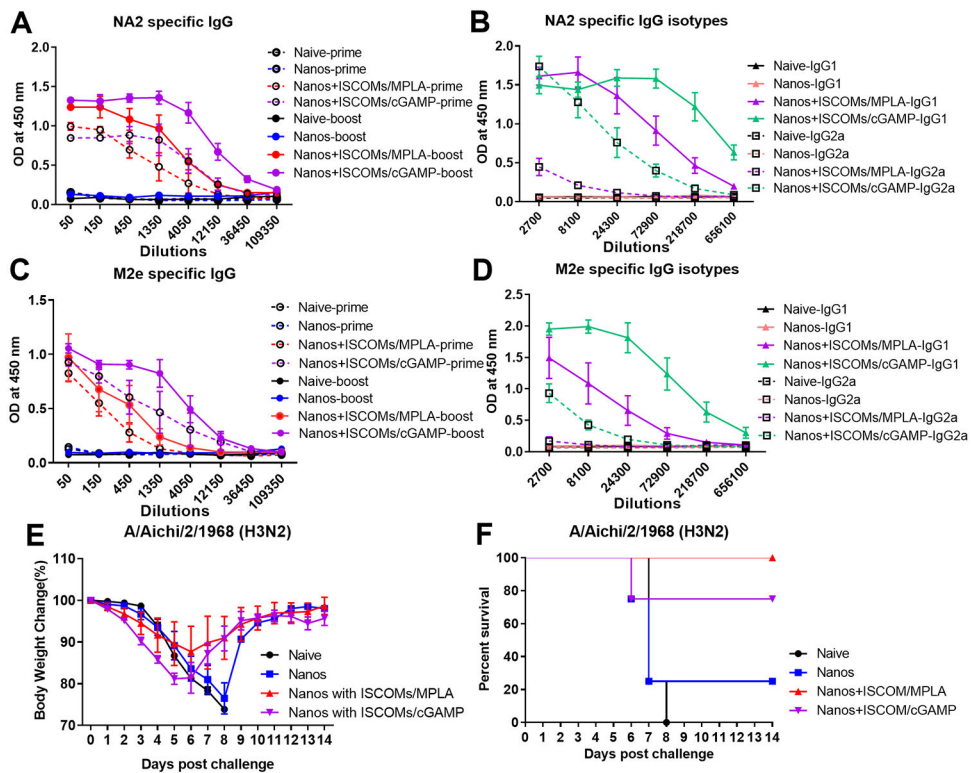 A
NA2 specific IgG
OD at 450 nm
2.0
1.5
1.0
0.5
0.0
50
150
450
1350
4050
12150
36450
109350
Dilutions
Naive-prime
Nanos-prime
Nanos+ISCOMs/MPLA-prime
Nanos+ISCOMs/cGAMP-prime
Naive-boost
Nanos-boost
Nanos+ISCOMs/MPLA-boost
Nanos+ISCOMs/cGAMP-boost
B
NA2 specific IgG isotypes
OD at 450 nm
2.0
1.5
1.0
0.5
0.0
2700
8100
24300
72900
218700
656100
Dilutions
Naive-IgG1
Nanos-IgG1
Nanos+ISCOMs/MPLA-IgG1
Nanos+ISCOMs/cGAMP-IgG1
Naive-IgG2a
Nanos-IgG2a
Nanos+ISCOMs/MPLA-IgG2a
Nanos+ISCOMs/cGAMP-IgG2a
C
M2e specific IgG
OD at 450 nm
1.5
1.0
0.5
0.0
50
150
450
1350
4050
12150
36450
109350
Dilutions
Naive-prime
Nanos-prime
Nanos+ISCOMs/MPLA-prime
Nanos+ISCOMs/cGAMP-prime
Naive-boost
Nanos-boost
Nanos+ISCOMs/MPLA-boost
Nanos+ISCOMs/cGAMP-boost
D
M2e specific IgG isotypes
OD at 450 nm
2.5
2.0
1.5
1.0
0.5
0.0
2700
8100
24300
72900
218700
656100
Dilutions
Naive-IgG1
Nanos-IgG1
Nanos+ISCOMs/MPLA-IgG1
Nanos+ISCOMs/cGAMP-IgG1
Naive-IgG2a
Nanos-IgG2a
Nanos+ISCOMs/MPLA-IgG2a
Nanos+ISCOMs/cGAMP-IgG2a
E
A/Aichi/2/1968 (H3N2)
Body Weight Change(%)
110
100
90
80
70
0 1 2 3 4 5 6 7 8 9 10 11 12 13 14
Days post challenge
Naive
Nanos
Nanos with ISCOMs/MPLA
Nanos with ISCOMs/cGAMP
F
A/Aichi/2/1968 (H3N2)
Percent survival
100
80
60
40
20
0
0 1 2 3 4 5 6 7 8 9 10 11 12 13 14
Days post challenge
Naive
Nanos
Nanos+ISCOM/MPLA
Nanos+ISCOM/cGAMP